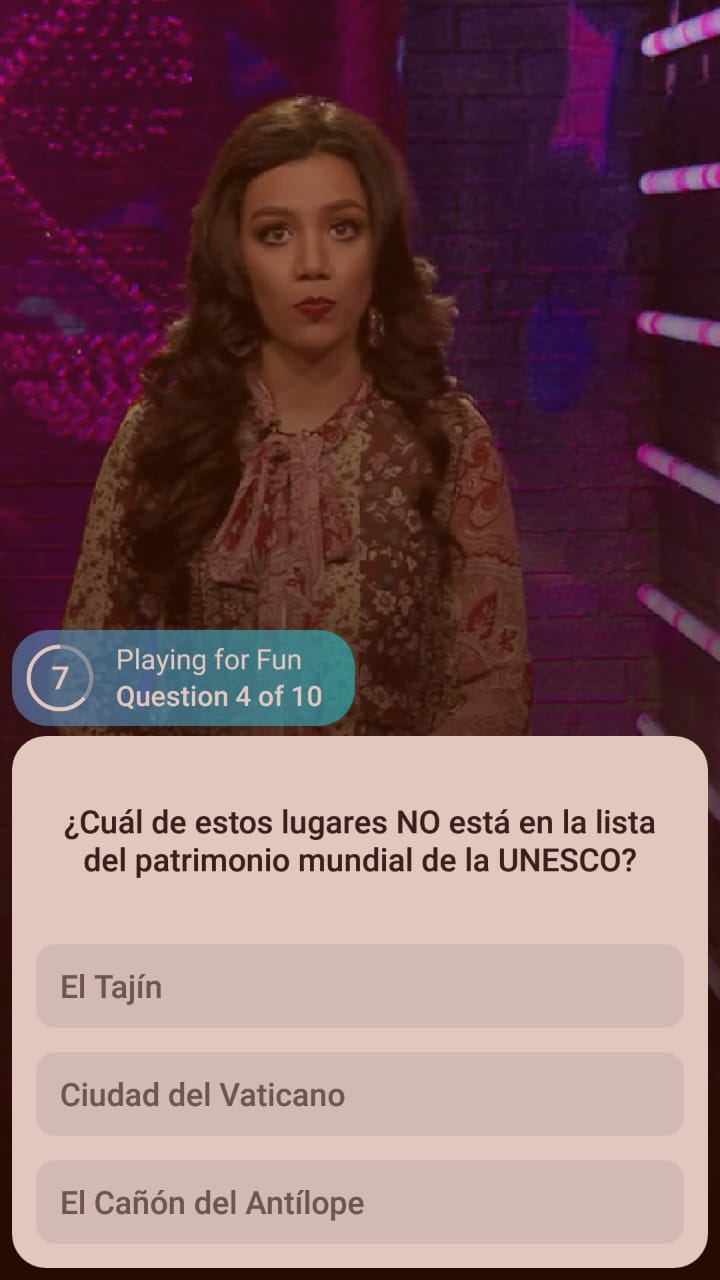 7
Playing for Fun
Question 4 of 10
¿Cuál de estos lugares NO está en la lista
del patrimonio mundial de la UNESCO?
El Tajín
Ciudad del Vaticano
El Cañón del Antílope